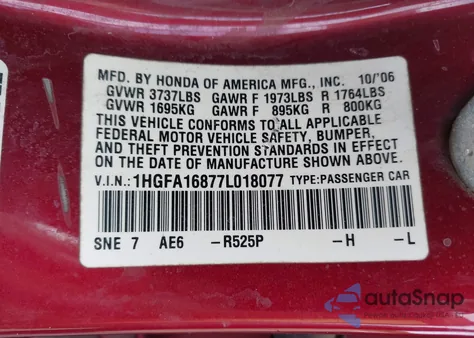 MFD. BY HONDA OF AMERICA MFG., INC. 10/'06
GVWR 3737LBS GAWR F 1973LBS R 1764LBS
GVWR 1695KG GAWR F 895KG R 800KG
THIS VEHICLE CONFORMS TO ALL APPLICABLE
FEDERAL MOTOR VEHICLE SAFETY, BUMPER,
AND THEFT PREVENTION STANDARDS IN EFFECT
ON THE DATE OF MANUFACTURE SHOWN ABOVE.
V.I.N.: 1HGFA16877L018077 TYPE:PASSENGER CAR
SNE 7 AE6 -R525P -H -L
autoSnap